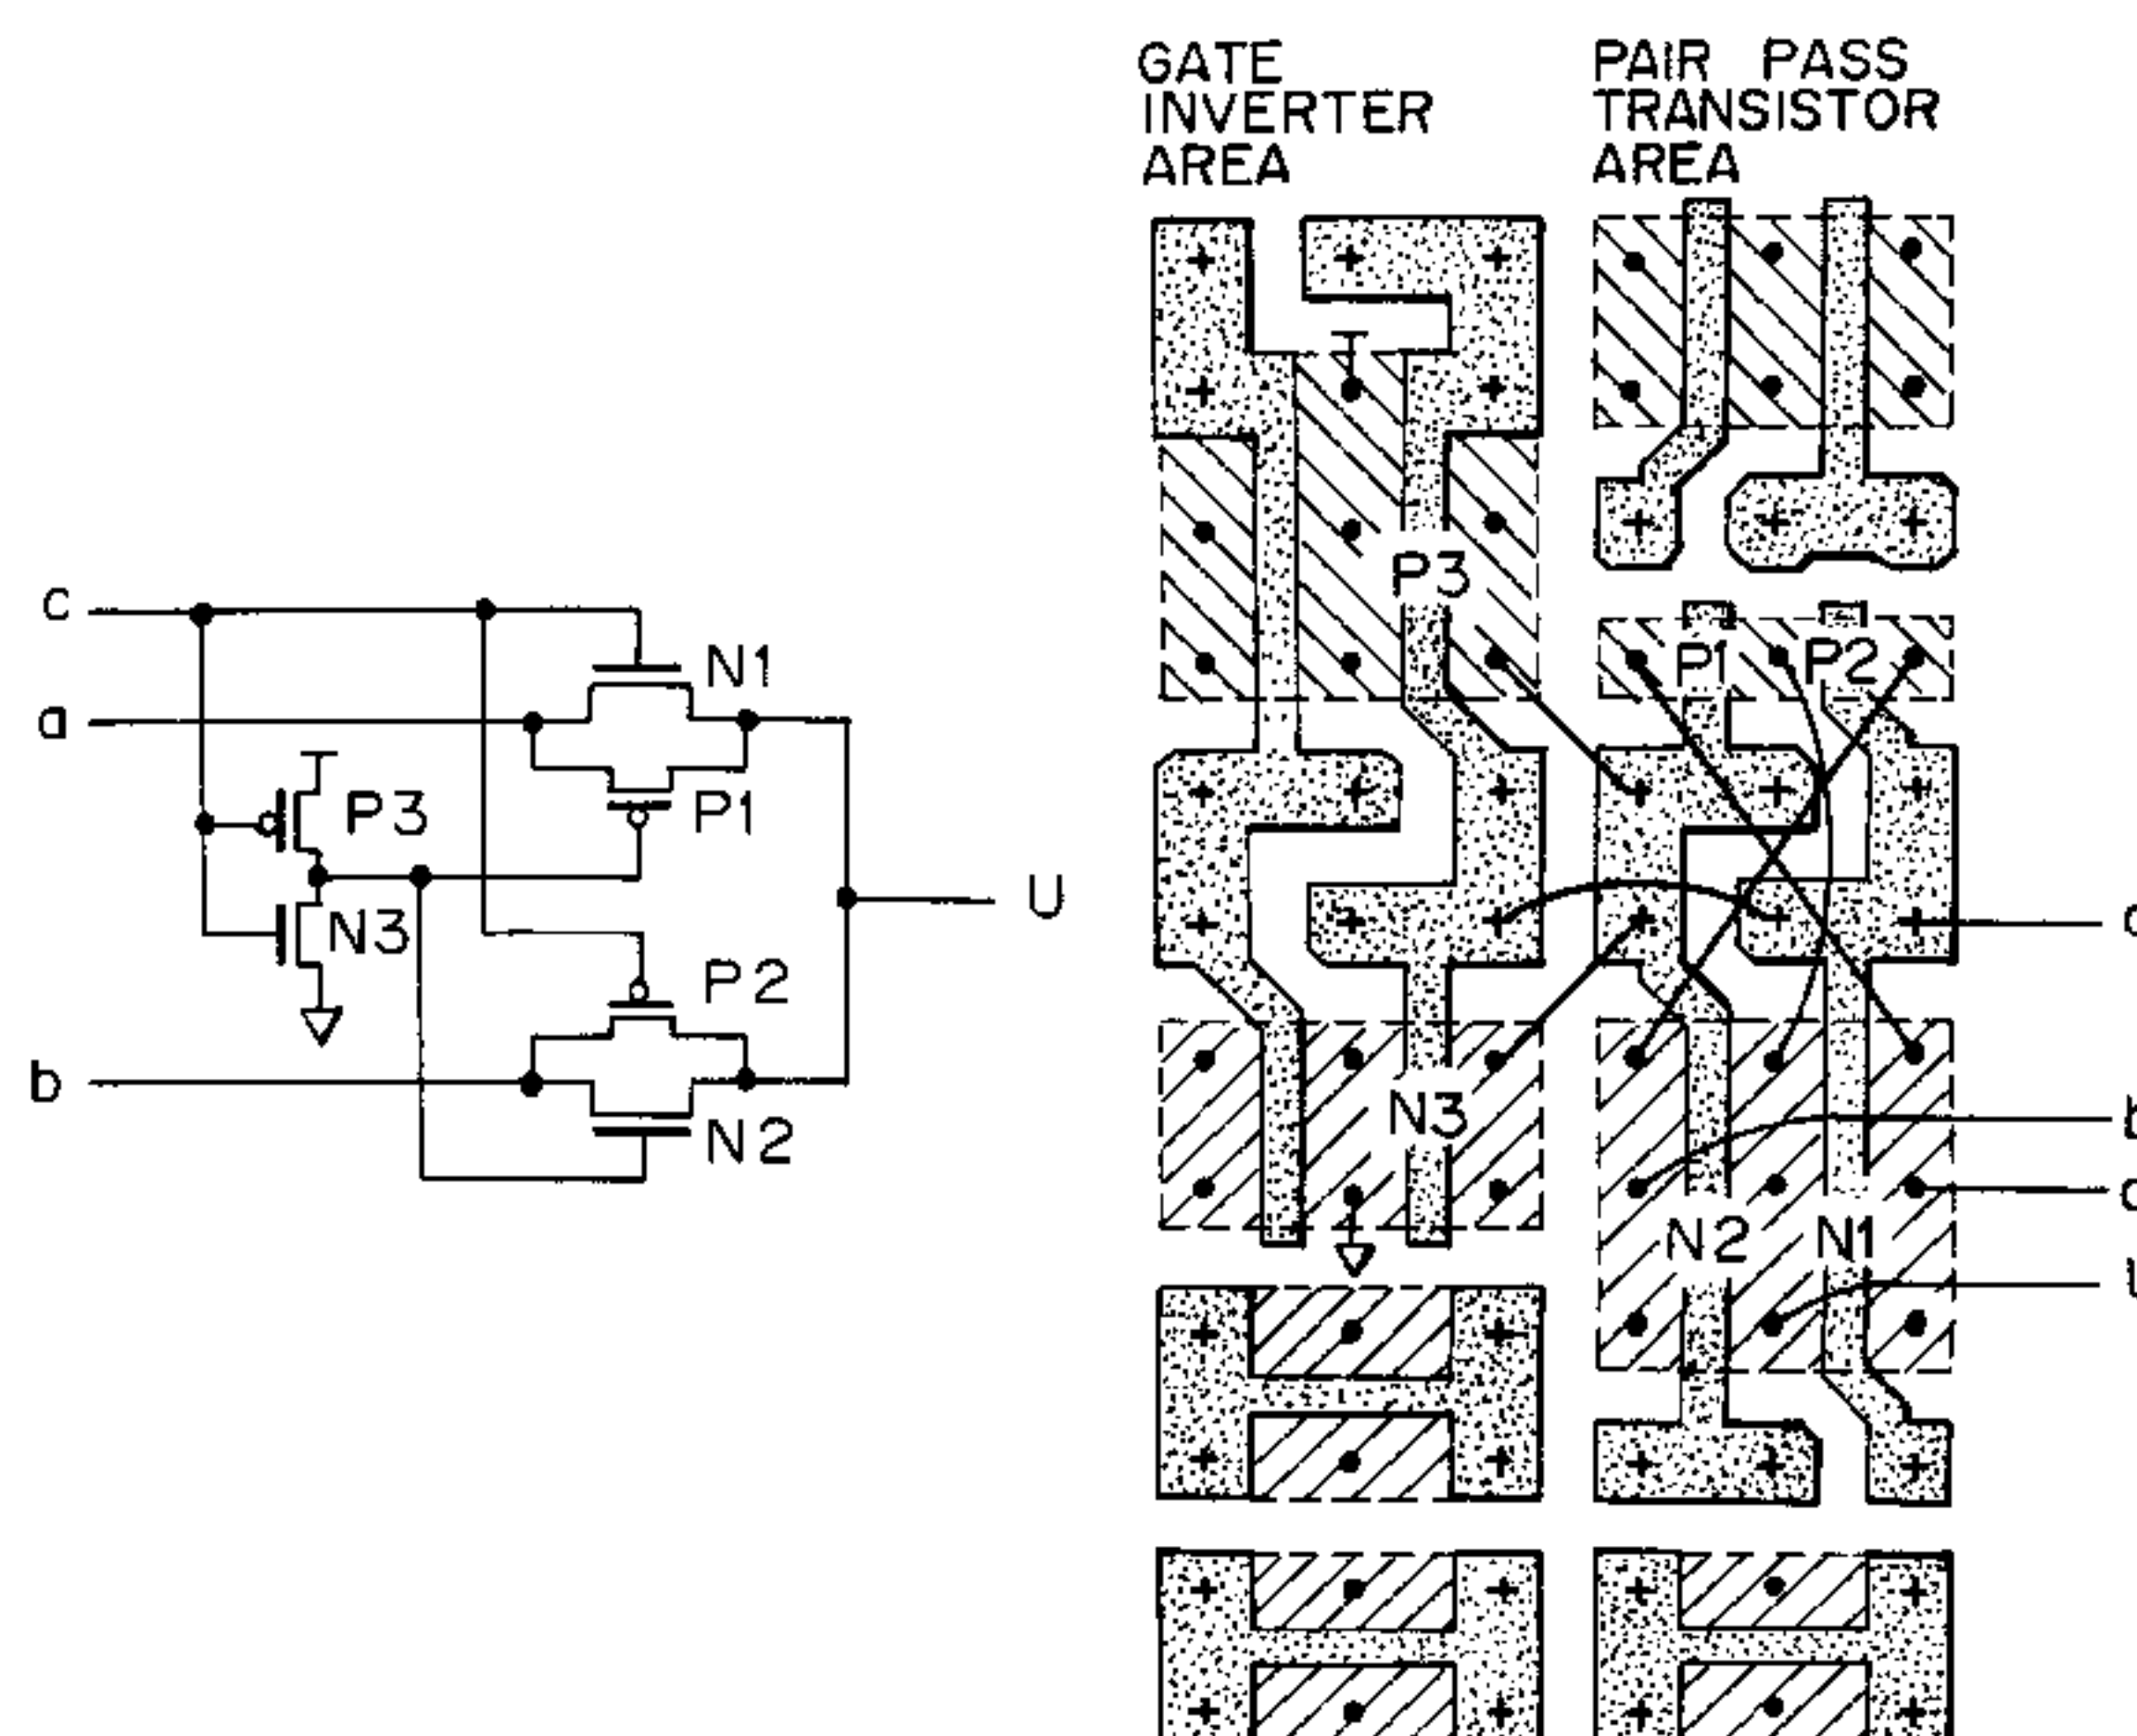 GATE
INVERTER
AREA
PAIR PASS
TRANSISTOR
AREA
c
N1
a
P3
P1
N3
U
P2
b
N2
P3
P1
P2
N3
N2
N1